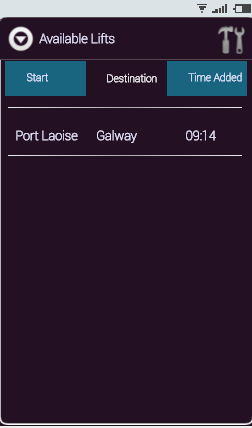 Available Lifts
Start Destination Time Added
Port Laoise Galway 09:14